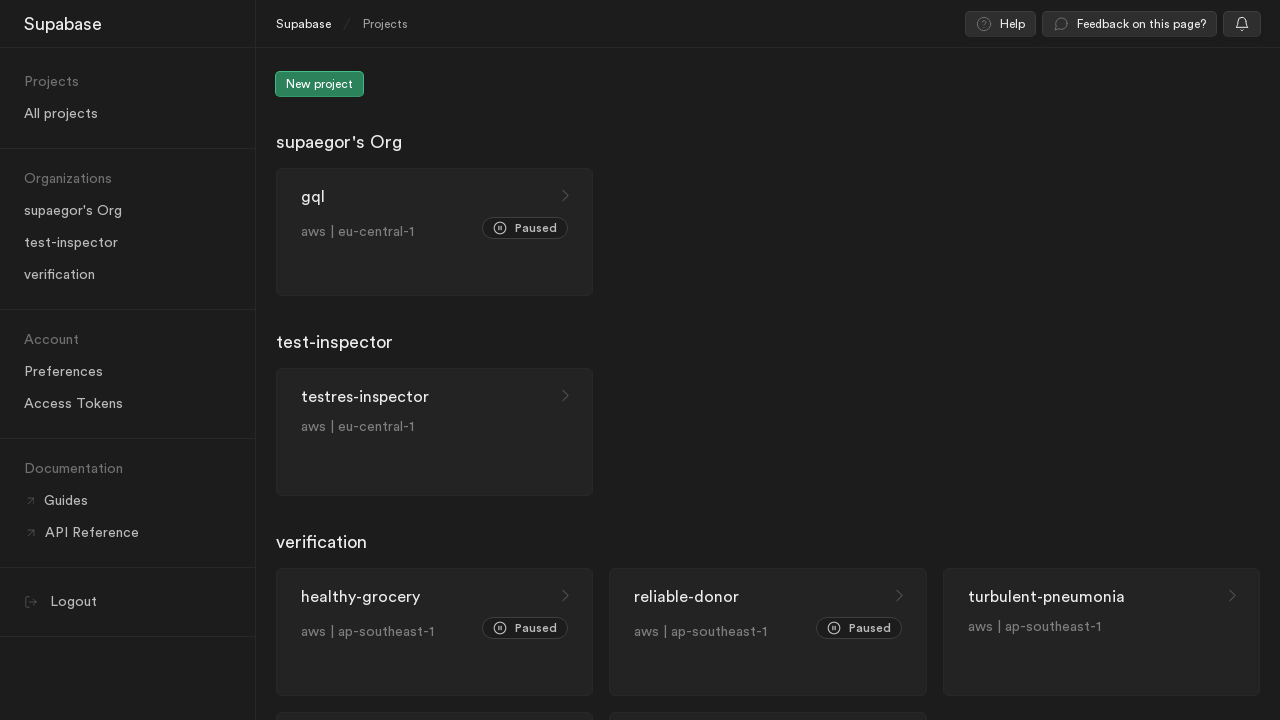 Supabase
Supabase / Projects
Help
Feedback on this page?
Projects
All projects
Organizations
supaegor's Org
test-inspector
verification
Account
Preferences
Access Tokens
Documentation
Guides
API Reference
Logout
New project
supaegor's Org
gql
aws | eu-central-1
Paused
test-inspector
testres-inspector
aws | eu-central-1
verification
healthy-grocery
aws | ap-southeast-1
Paused
reliable-donor
aws | ap-southeast-1
Paused
turbulent-pneumonia
aws | ap-southeast-1